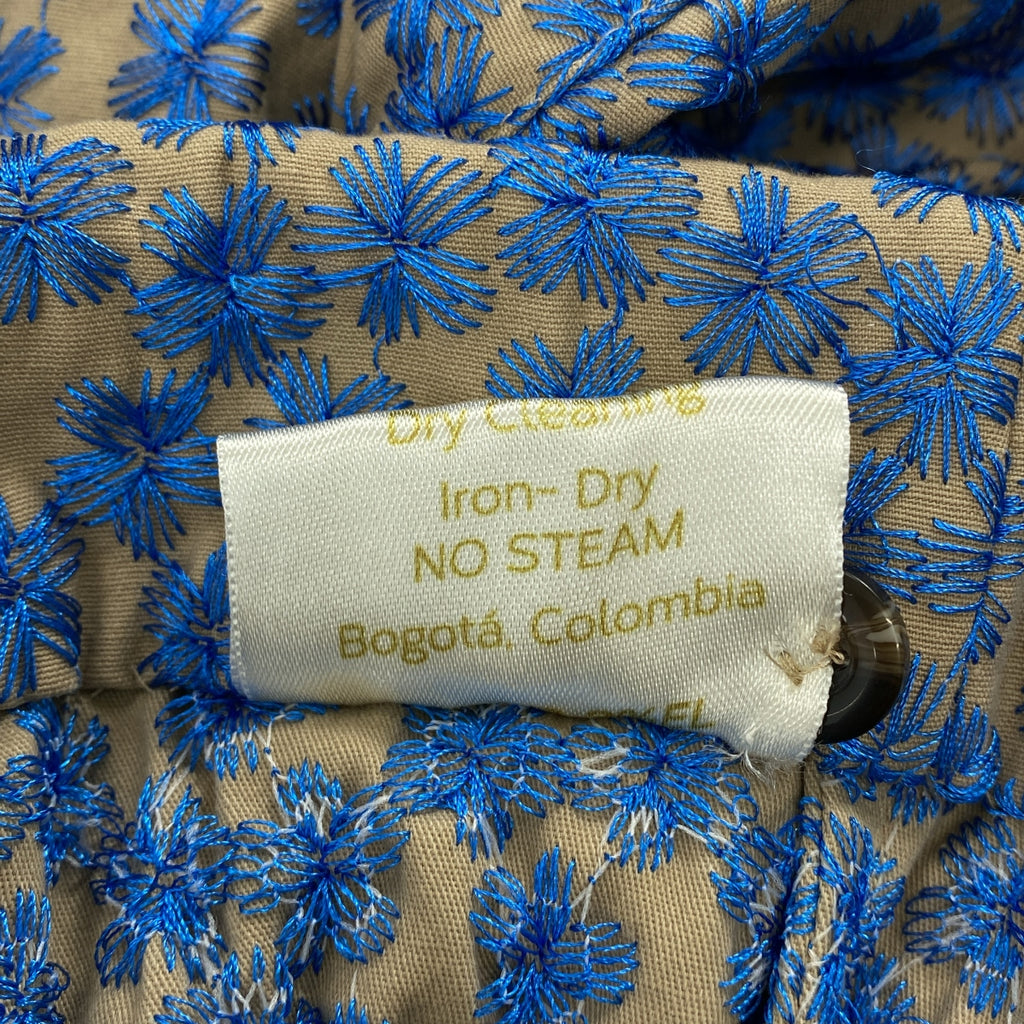 Dry Cleaning
Iron- Dry
NO STEAM
Bogotá, Colombia